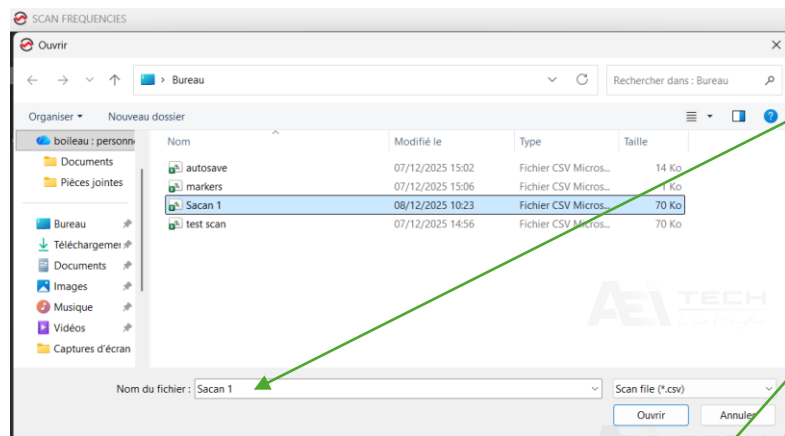 SCAN FREQUENCIES
Ouvrir
Bureau
Rechercher dans : Bureau
Organiser
Nouveau dossier
boileau : personn
Nom
Modifié le
Type
Taille
Documents
autosave 07/12/2025 15:02 Fichier CSV Micros... 14 Ko
Pièces jointes
markers 07/12/2025 15:06 Fichier CSV Micros... 1 Ko
Sacan 1 08/12/2025 10:23 Fichier CSV Micros... 70 Ko
Bureau
test scan 07/12/2025 14:56 Fichier CSV Micros... 70 Ko
Téléchargemer
Documents
Images
Musique
Vidéos
Captures d'écran
AEI TECH
Nom du fichier : Sacan 1
Scan file (*.csv)
Ouvrir
Annuler